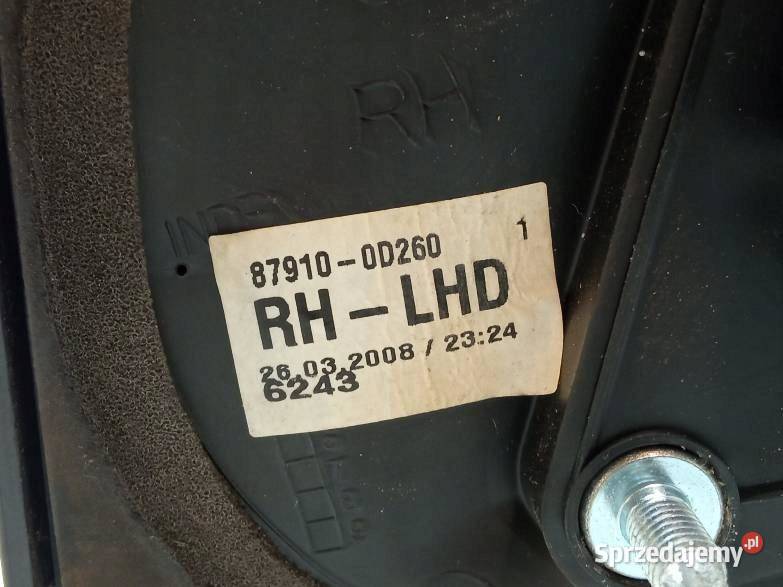 RH
87910-0D260 1
RH-LHD
26.03.2008 / 23:24
6243
Sprzedajemy.pl